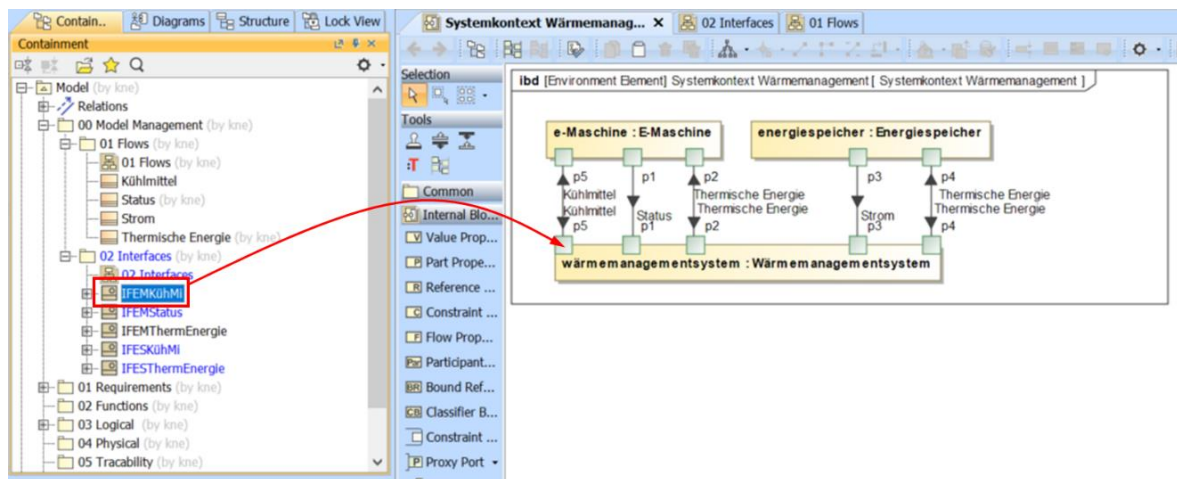 Contain.. Diagrams Structure Lock View
Containment
Model (by kne)
Relations
00 Model Management (by kne)
01 Flows (by kne)
01 Flows (by kne)
Kühlmittel
Status (by kne)
Strom
Thermische Energie (by kne)
02 Interfaces (by kne)
02 Interfaces
IFEMKühMi
IFEMStatus
IFEMThermEnergie
IFESKühMi
IFESThermEnergie
01 Requirements (by kne)
02 Functions (by kne)
03 Logical (by kne)
04 Physical (by kne)
05 Tracability (by kne)
Systemkontext Wärmemanag... 02 Interfaces 01 Flows
Selection
Tools
Common
Internal Blo...
Value Prop...
Part Prope...
Reference ...
Constraint ...
Flow Prop...
Participant...
Bound Ref...
Classifier B...
Constraint ...
Proxy Port
ibd [Environment Element] Systemkontext Wärmemanagement [ Systemkontext Wärmemanagement ]
e-Maschine : E-Maschine energiespeicher : Energiespeicher
p5 p1 p2 p3 p4
Kühlmittel Thermische Energie Thermische Energie
Kühlmittel Status Thermische Energie Strom Thermische Energie
p5 p1 p2 p3 p4
wärmemanagementsystem : Wärmemanagementsystem